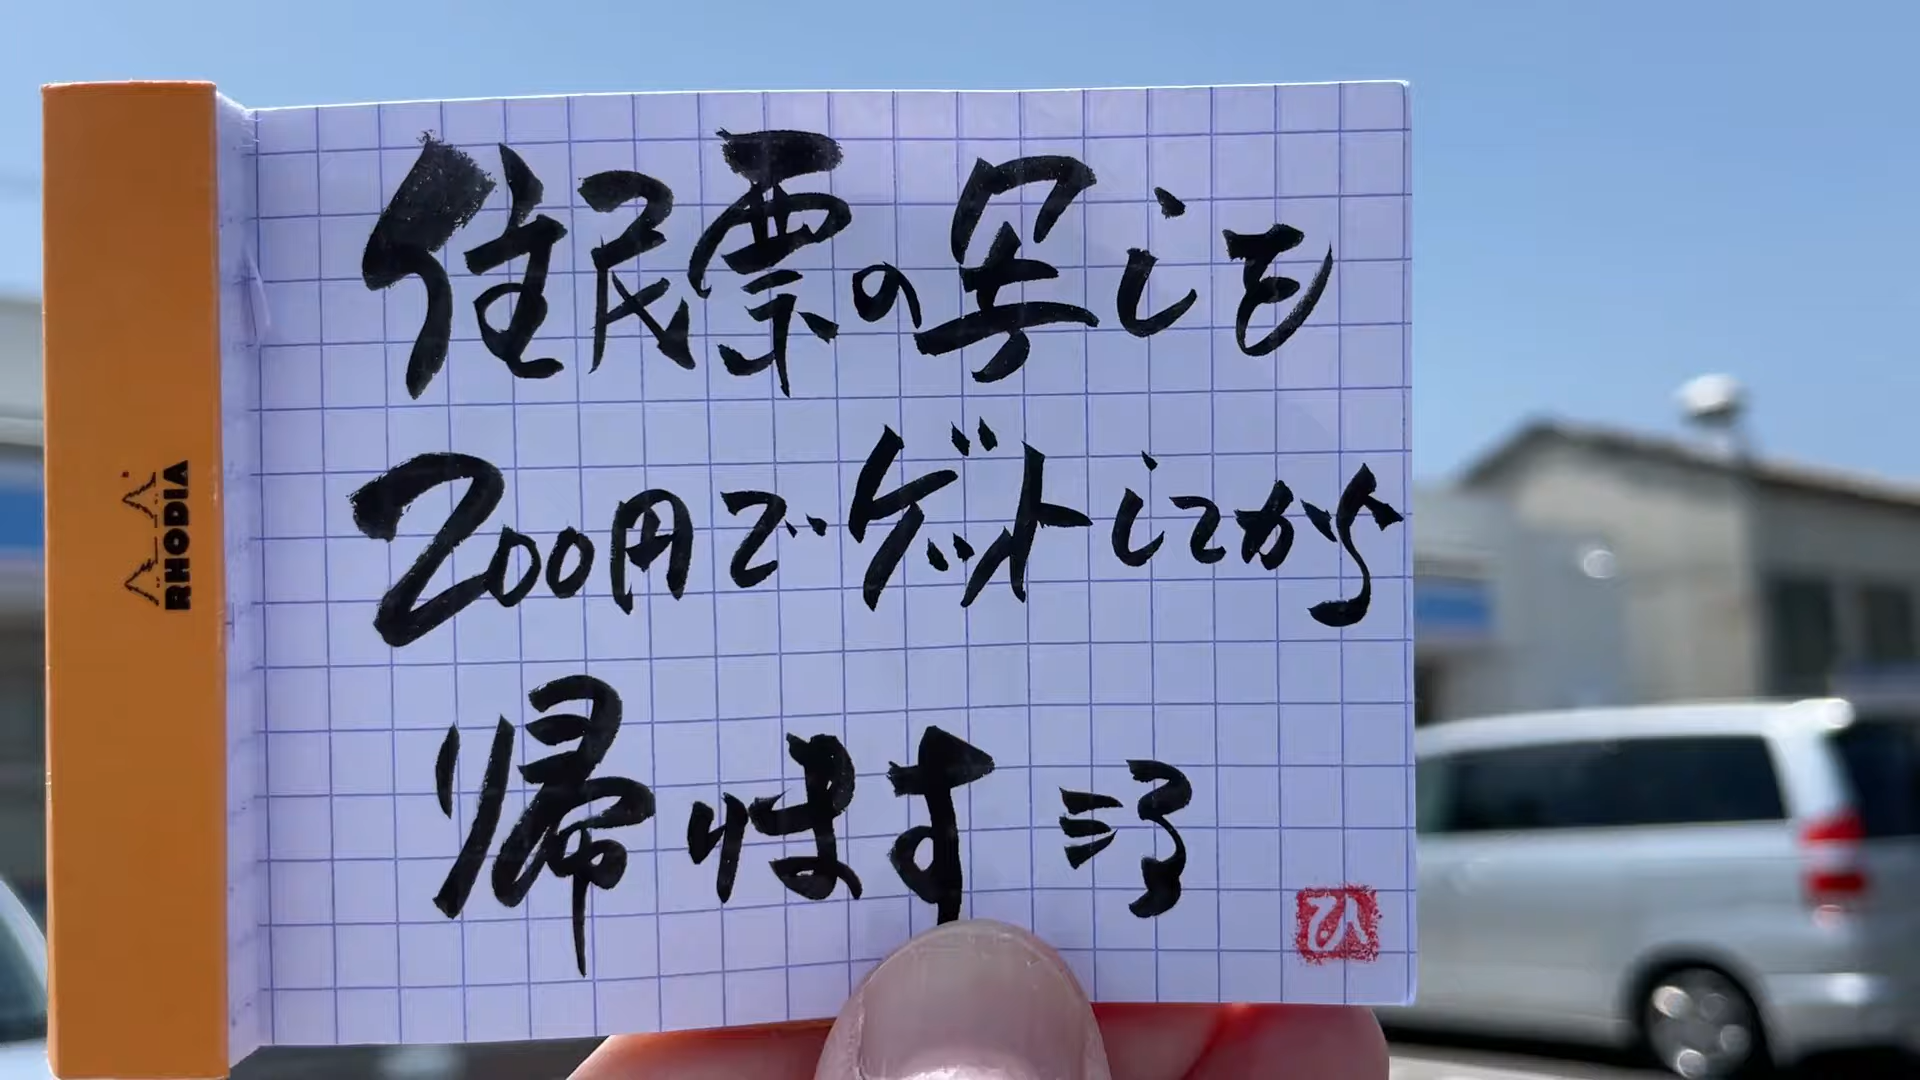 住民票の写しを
200円でゲットしてから
帰ります
RHODIA
ひ